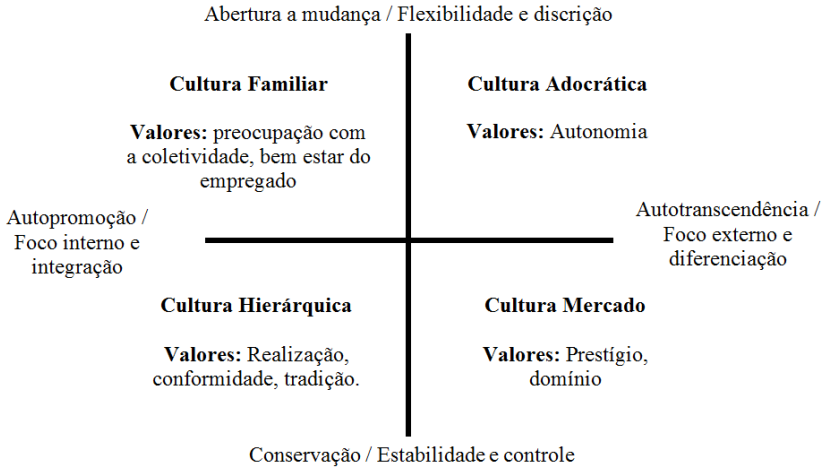 Abertura a mudança / Flexibilidade e discrição
Cultura Familiar
Valores: preocupação com
a coletividade, bem estar do
empregado
Cultura Adocrática
Valores: Autonomia
Autopromoção /
Foco interno e
integração
Autotranscendência /
Foco externo e
diferenciação
Cultura Hierárquica
Valores: Realização,
conformidade, tradição.
Cultura Mercado
Valores: Prestígio,
domínio
Conservação / Estabilidade e controle